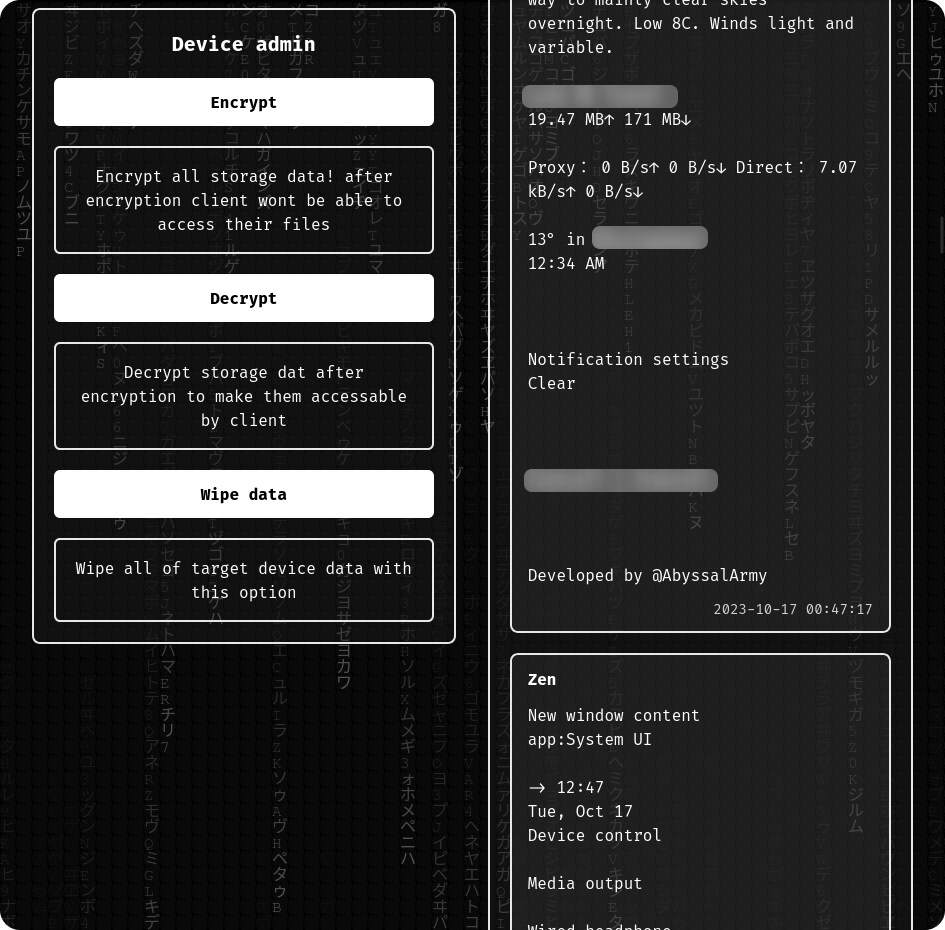 Device admin
Encrypt
Encrypt all storage data! after
encryption client wont be able to
access their files
Decrypt
Decrypt storage dat after
encryption to make them accessable
by client
Wipe data
Wipe all of target device data with
this option
way to mainly clear skies
overnight. Low 8C. Winds light and
variable.
19.47 MB↑ 171 MB↓
Proxy： 0 B/s↑ 0 B/s↓ Direct： 7.07
kB/s↑ 0 B/s↓
13° in
12:34 AM
Notification settings
Clear
Developed by @AbyssalArmy
2023-10-17 00:47:17
Zen
New window content
app:System UI
→ 12:47
Tue, Oct 17
Device control
Media output
Wired headphone